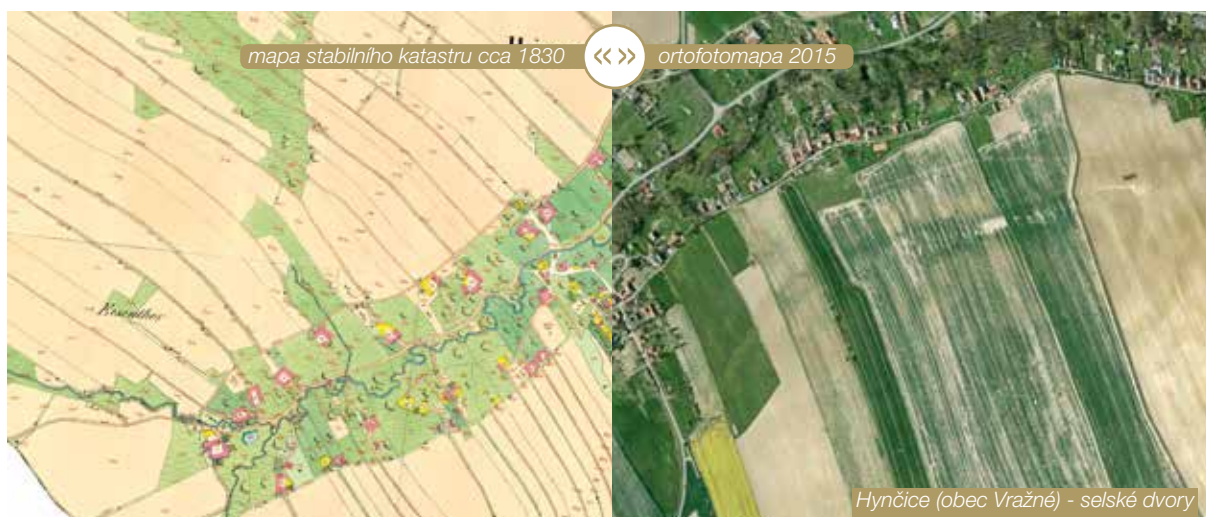 mapa stabilního katastru cca 1830
«« »»
ortofotomapa 2015
Hynčice (obec Vražné) - selské dvory